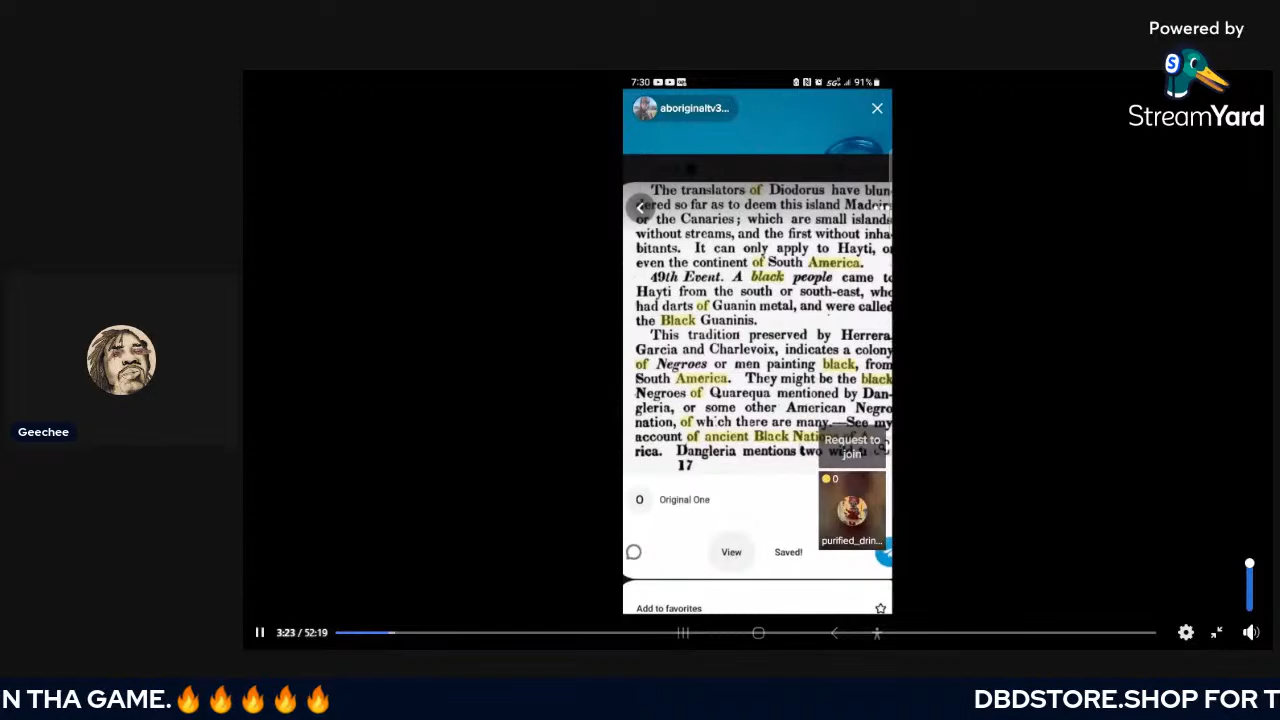 Powered by
StreamYard
7:30 91%
aboriginaltv3...
The translators of Diodorus have blun-
dered so far as to deem this island
or the Canaries; which are small islands
without streams, and the first without inha-
bitants. It can only apply to Hayti, or
even the continent of South America.
49th Event. A black people came to
Hayti from the south or south-east, who
had darts of Guanin metal, and were called
the Black Guaninis.
This tradition preserved by Herrera
Garcia and Charlevoix, indicates a colony
of Negroes or men painting black, from
South America. They might be the black
Negroes of Quarequa mentioned by Dan-
gleria, or some other American Negro
nation, of which there are many.—See my
account of ancient Black
rica. Dangleria mentions two
17
Request to
join
0
purified_drin...
O Original One
View Saved!
Add to favorites
Geechee
3:23 / 52:19
N THA GAME.🔥🔥🔥🔥🔥 DBDSTORE.SHOP FOR T